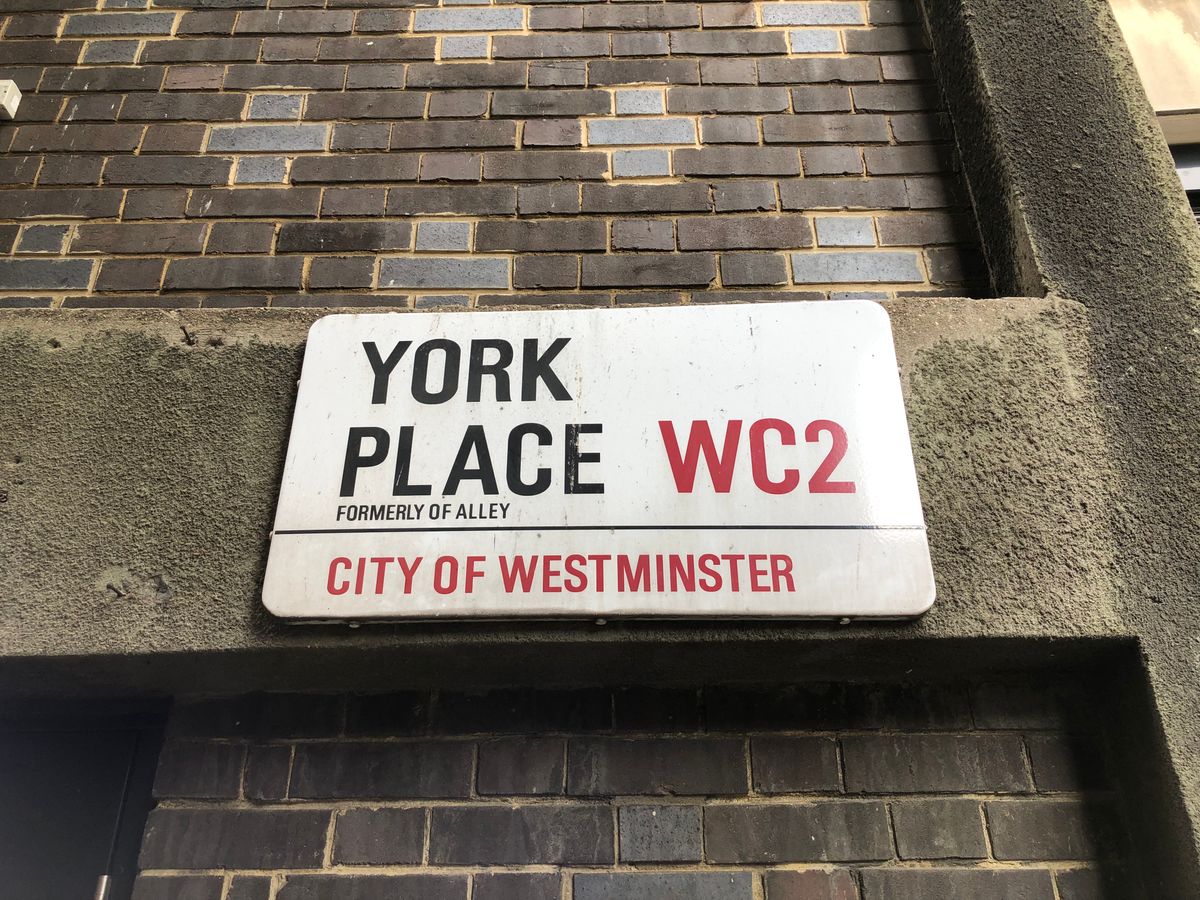 YORK
PLACE WC2
FORMERLY OF ALLEY
CITY OF WESTMINSTER